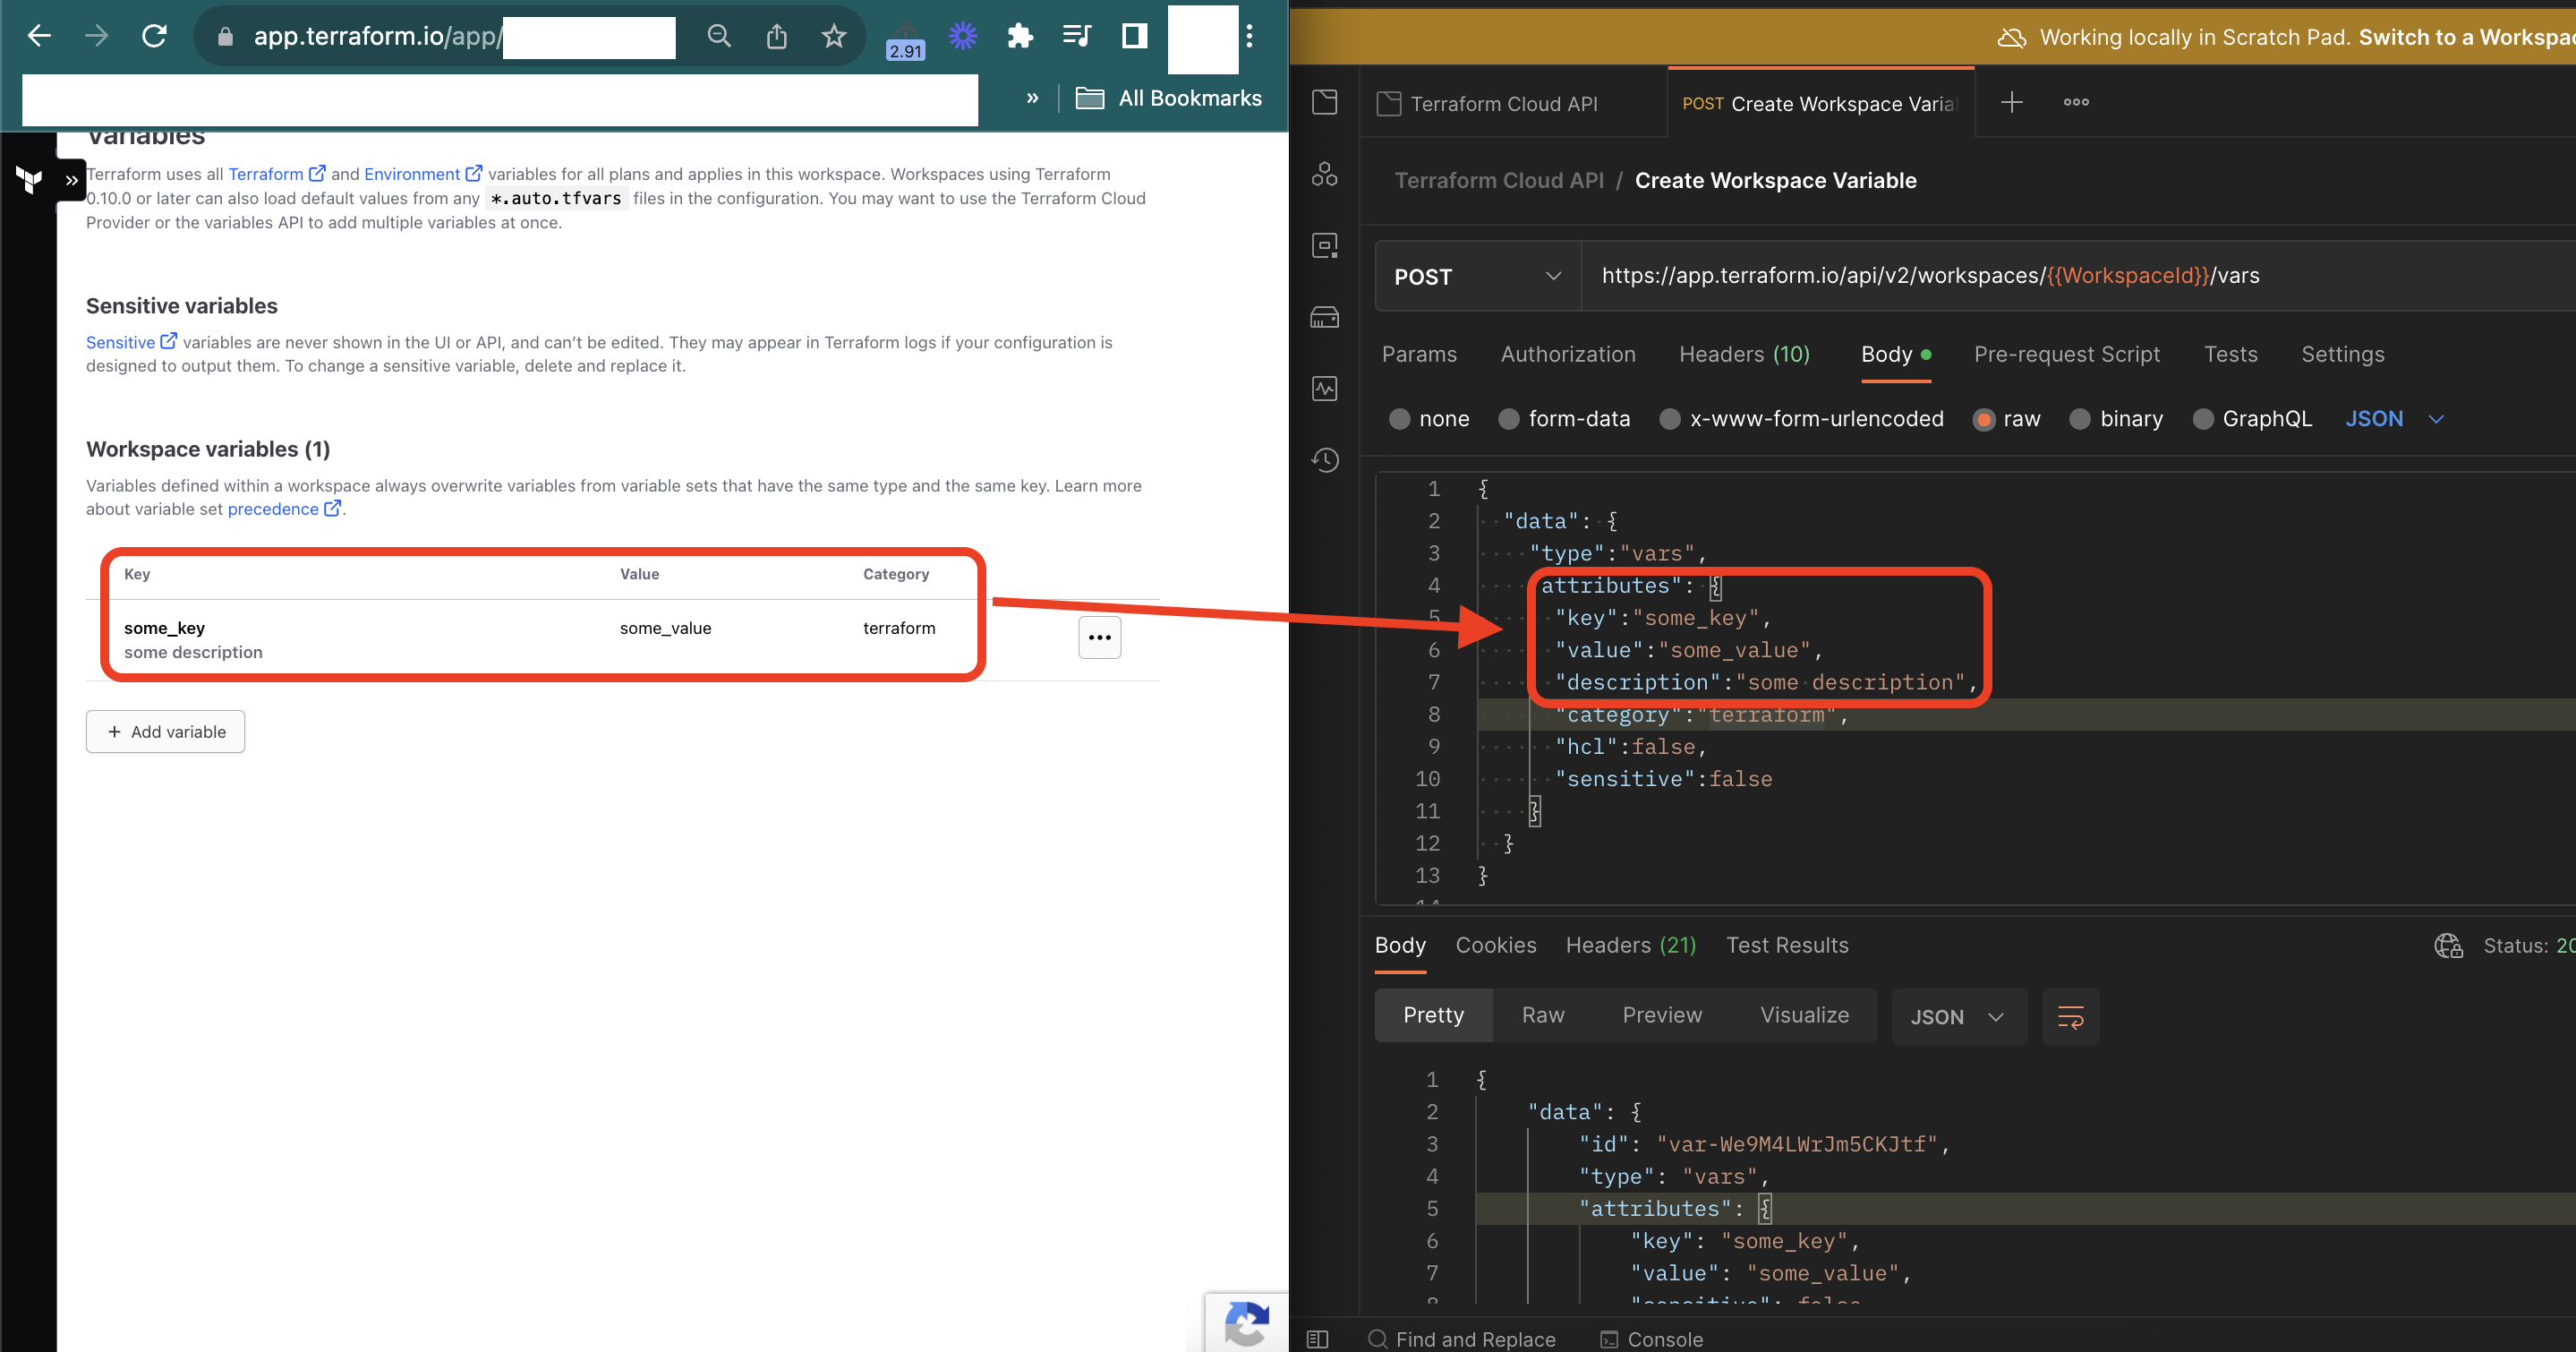 app.terraform.io/app/
2.91
All Bookmarks
Variables
Terraform uses all Terraform and Environment variables for all plans and applies in this workspace. Workspaces using Terraform
0.10.0 or later can also load default values from any *.auto.tfvars files in the configuration. You may want to use the Terraform Cloud
Provider or the variables API to add multiple variables at once.
Sensitive variables
Sensitive variables are never shown in the UI or API, and can't be edited. They may appear in Terraform logs if your configuration is
designed to output them. To change a sensitive variable, delete and replace it.
Workspace variables (1)
Variables defined within a workspace always overwrite variables from variable sets that have the same type and the same key. Learn more
about variable set precedence.
Key Value Category
some_key some_value terraform
some description
+ Add variable
Working locally in Scratch Pad. Switch to a Workspac
Terraform Cloud API
POST Create Workspace Varia
Terraform Cloud API / Create Workspace Variable
POST https://app.terraform.io/api/v2/workspaces/{{WorkspaceId}}/vars
Params Authorization Headers (10) Body Pre-request Script Tests Settings
none form-data x-www-form-urlencoded raw binary GraphQL JSON
1 {
2 "data": {
3 "type":"vars",
4 attributes": {
5 "key":"some_key",
6 "value":"some_value",
7 "description":"some description",
8 "category":"terraform",
9 "hcl":false,
10 "sensitive":false
11 }
12 }
13 }
14
Body Cookies Headers (21) Test Results Status: 20
Pretty Raw Preview Visualize JSON
1 {
2 "data": {
3 "id": "var-We9M4LWrJm5CKJtf",
4 "type": "vars",
5 "attributes": {
6 "key": "some_key",
7 "value": "some_value",
8 "sensitive": false
Find and Replace Console